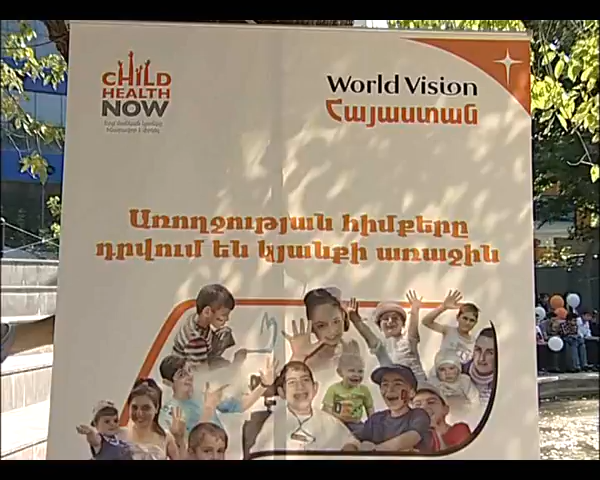 CHILD
HEALTH
NOW
World Vision
Հայաստան
Առողջության հիմքերը
դրվում են կյանքի առաջին